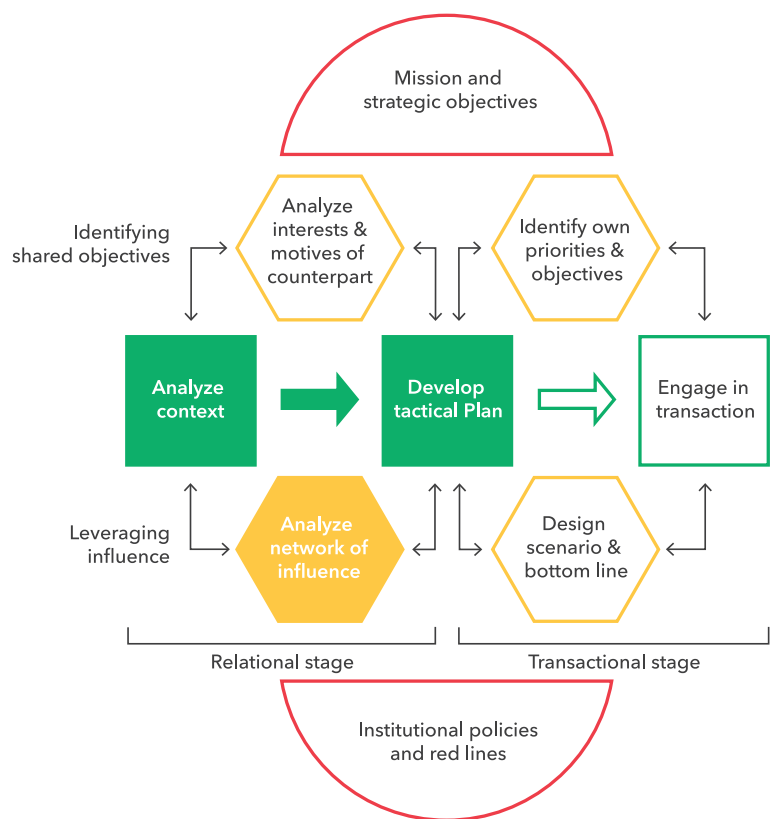 Mission and
strategic objectives
Identifying
shared objectives
Analyze
interests &
motives of
counterpart
Identify own
priorities &
objectives
Analyze
context
Develop
tactical Plan
Engage in
transaction
Leveraging
influence
Analyze
network of
influence
Design
scenario &
bottom line
Relational stage
Transactional stage
Institutional policies
and red lines